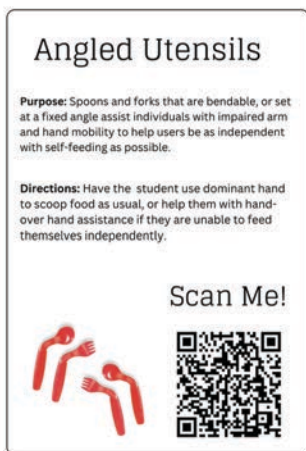 Angled Utensils
Purpose: Spoons and forks that are bendable, or set
at a fixed angle assist individuals with impaired arm
and hand mobility to help users be as independent
with self-feeding as possible.
Directions: Have the  student use dominant hand
to scoop food as usual, or help them with hand-
over hand assistance if they are unable to feed
themselves independently.
Scan Me!